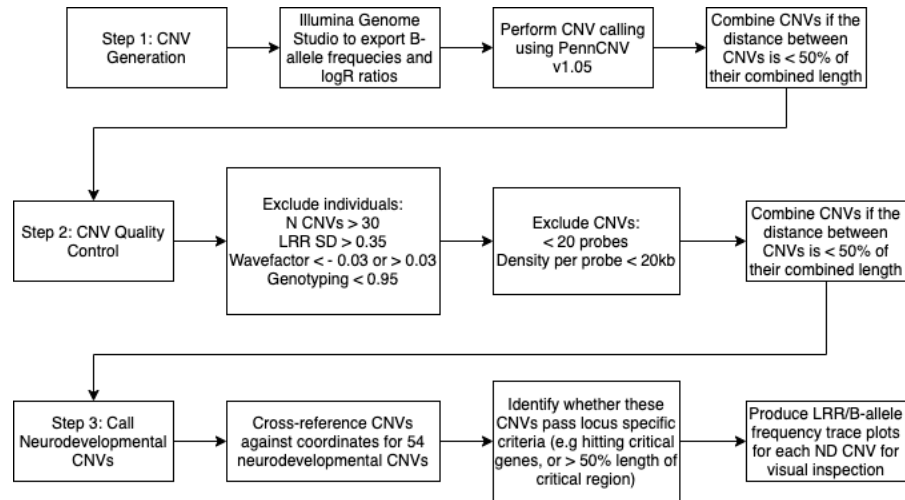 Step 1: CNV
Generation
Illumina Genome
Studio to export B-
allele frequecies and
logR ratios
Perform CNV calling
using PennCNV
v1.05
Combine CNVs if the
distance between
CNVs is < 50% of
their combined length
Step 2: CNV Quality
Control
Exclude individuals:
N CNVs > 30
LRR SD > 0.35
Wavefactor < - 0.03 or > 0.03
Genotyping < 0.95
Exclude CNVs:
< 20 probes
Density per probe < 20kb
Combine CNVs if the
distance between
CNVs is < 50% of
their combined length
Step 3: Call
Neurodevelopmental
CNVs
Cross-reference CNVs
against coordinates for 54
neurodevelopmental CNVs
Identify whether these
CNVs pass locus specific
criteria (e.g hitting critical
genes, or > 50% length of
critical region)
Produce LRR/B-allele
frequency trace plots
for each ND CNV for
visual inspection